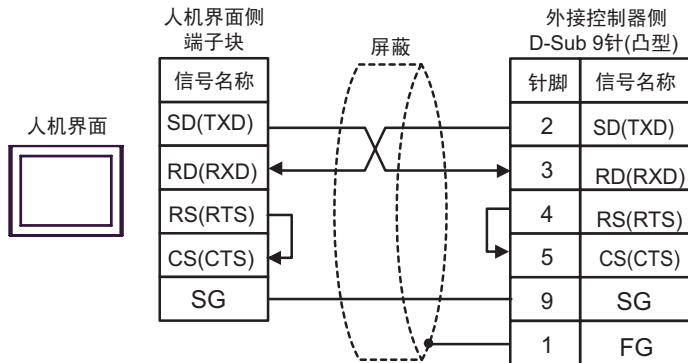 人机界面侧
端子块
外接控制器侧
D-Sub 9针(凸型)
屏蔽
人机界面
信号名称
针脚 信号名称
SD(TXD) 2 SD(TXD)
RD(RXD) 3 RD(RXD)
RS(RTS) 4 RS(RTS)
CS(CTS) 5 CS(CTS)
SG 9 SG
1 FG